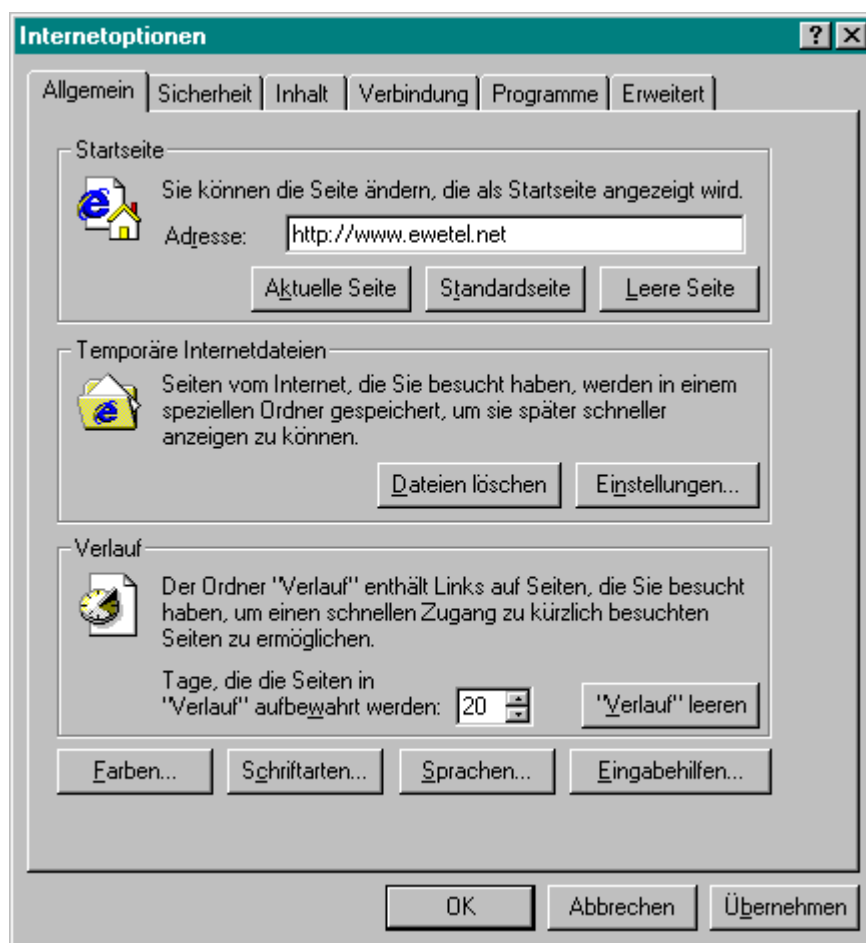 Internetoptionen
Allgemein Sicherheit Inhalt Verbindung Programme Erweitert
Startseite
Sie können die Seite ändern, die als Startseite angezeigt wird.
Adresse: http://www.ewetel.net
Aktuelle Seite Standardseite Leere Seite
Temporäre Internetdateien
Seiten vom Internet, die Sie besucht haben, werden in einem
speziellen Ordner gespeichert, um sie später schneller
anzeigen zu können.
Dateien löschen Einstellungen...
Verlauf
Der Ordner "Verlauf" enthält Links auf Seiten, die Sie besucht
haben, um einen schnellen Zugang zu kürzlich besuchten
Seiten zu ermöglichen.
Tage, die die Seiten in
"Verlauf" aufbewahrt werden: 20 "Verlauf" leeren
Farben... Schriftarten... Sprachen... Eingabehilfen...
OK Abbrechen Übernehmen